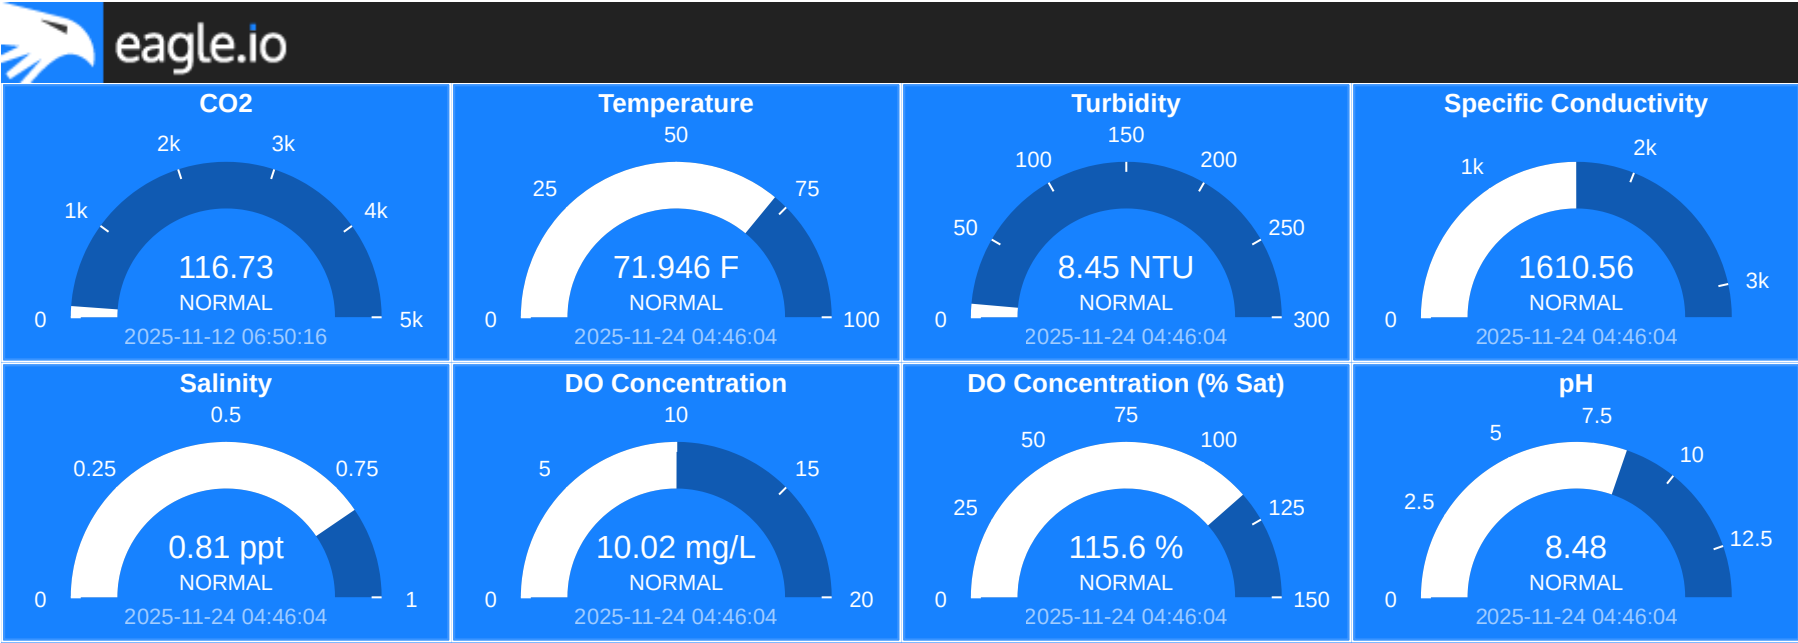 eagle.io
CO2
2k
3k
1k
4k
116.73
NORMAL
0
5k
2025-11-12 06:50:16
Temperature
50
25
75
71.946 F
NORMAL
0
100
2025-11-24 04:46:04
Turbidity
150
100
200
50
250
8.45 NTU
NORMAL
0
300
2025-11-24 04:46:04
Specific Conductivity
2k
1k
1610.56
3k
NORMAL
0
2025-11-24 04:46:04
Salinity
0.5
0.25
0.75
0.81 ppt
NORMAL
0
1
2025-11-24 04:46:04
DO Concentration
10
5
15
10.02 mg/L
NORMAL
0
20
2025-11-24 04:46:04
DO Concentration (% Sat)
75
50
100
25
125
115.6 %
NORMAL
0
150
2025-11-24 04:46:04
pH
7.5
5
10
2.5
12.5
8.48
NORMAL
0
2025-11-24 04:46:04